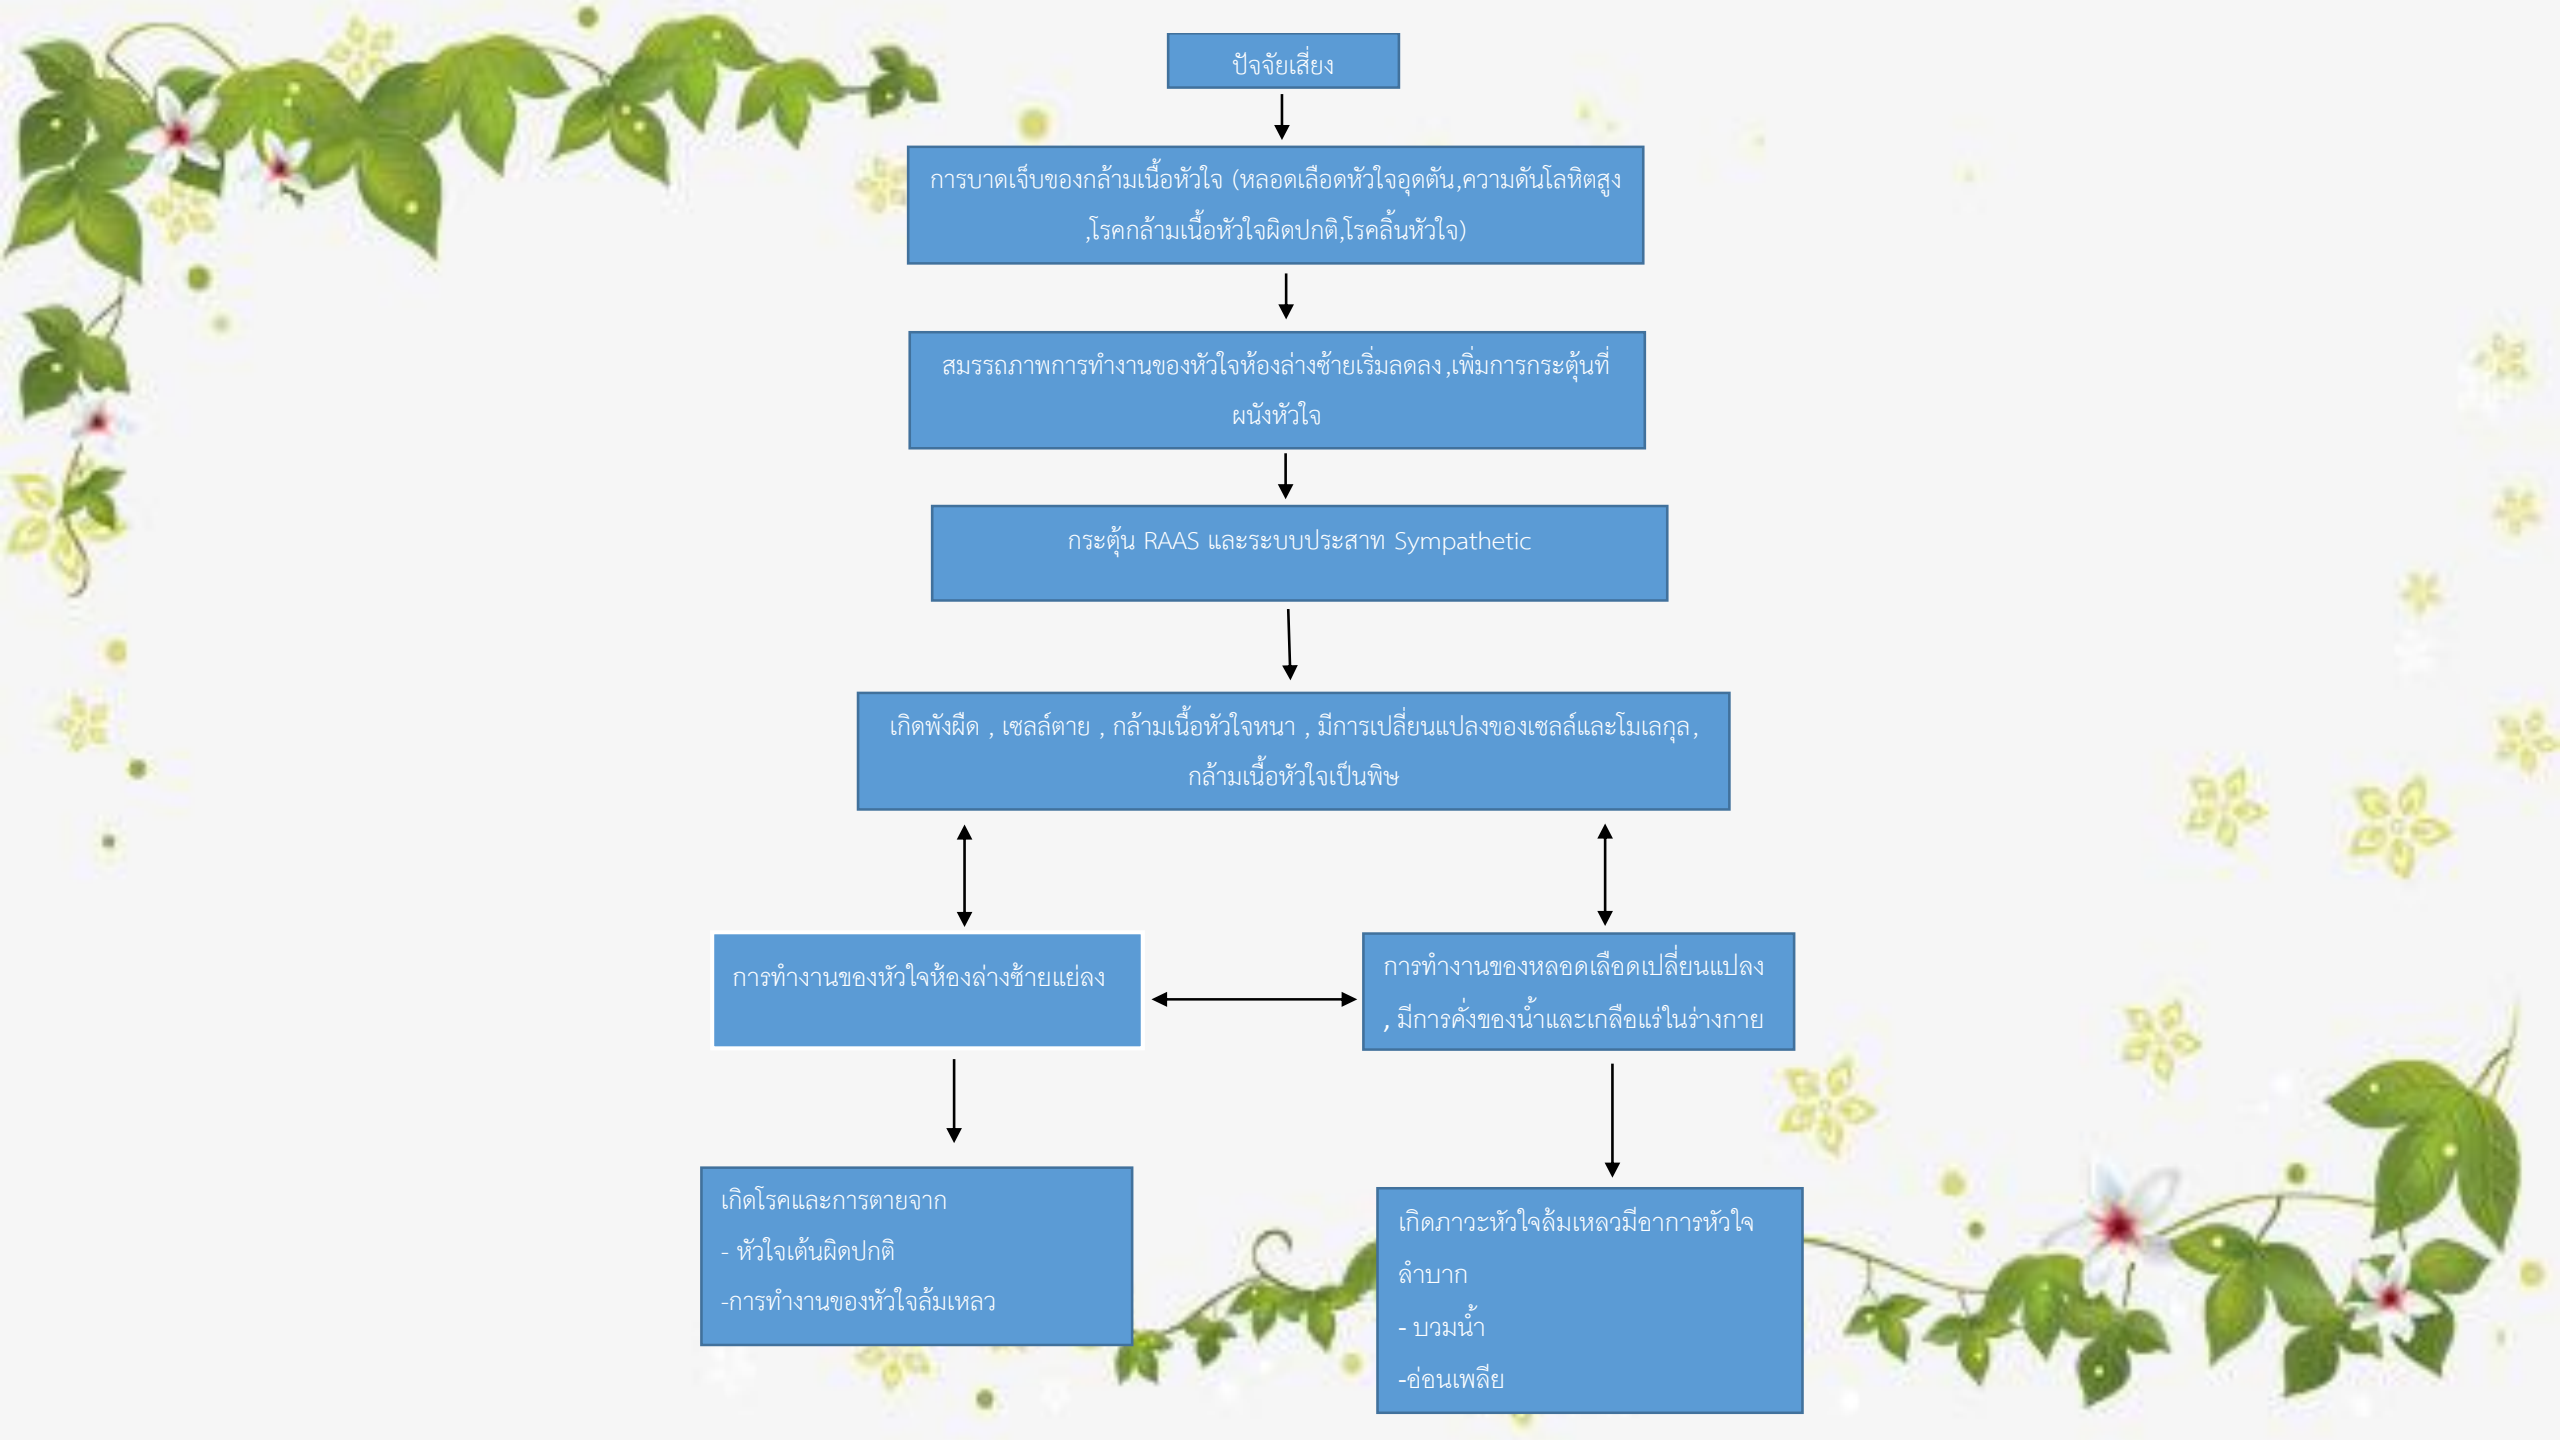 ปัจจัยเสี่ยง
การบาดเจ็บของกล้ามเนื้อหัวใจ (หลอดเลือดหัวใจอุดตัน,ความดันโลหิตสูง
,โรคกล้ามเนื้อหัวใจผิดปกติ,โรคลิ้นหัวใจ)
สมรรถภาพการทำงานของหัวใจห้องล่างซ้ายเริ่มลดลง,เพิ่มการกระตุ้นที่
ผนังหัวใจ
กระตุ้น RAAS และระบบประสาท Sympathetic
เกิดพังผืด , เซลล์ตาย , กล้ามเนื้อหัวใจหนา , มีการเปลี่ยนแปลงของเซลล์และโมเลกุล,
กล้ามเนื้อหัวใจเป็นพิษ
การทำงานของหัวใจห้องล่างซ้ายแย่ลง
การทำงานของหลอดเลือดเปลี่ยนแปลง
, มีการคั่งของน้ำและเกลือแร่ในร่างกาย
เกิดโรคและการตายจาก
- หัวใจเต้นผิดปกติ
-การทำงานของหัวใจล้มเหลว
เกิดภาวะหัวใจล้มเหลวมีอาการหัวใจ
ลำบาก
- บวมน้ำ
-อ่อนเพลีย